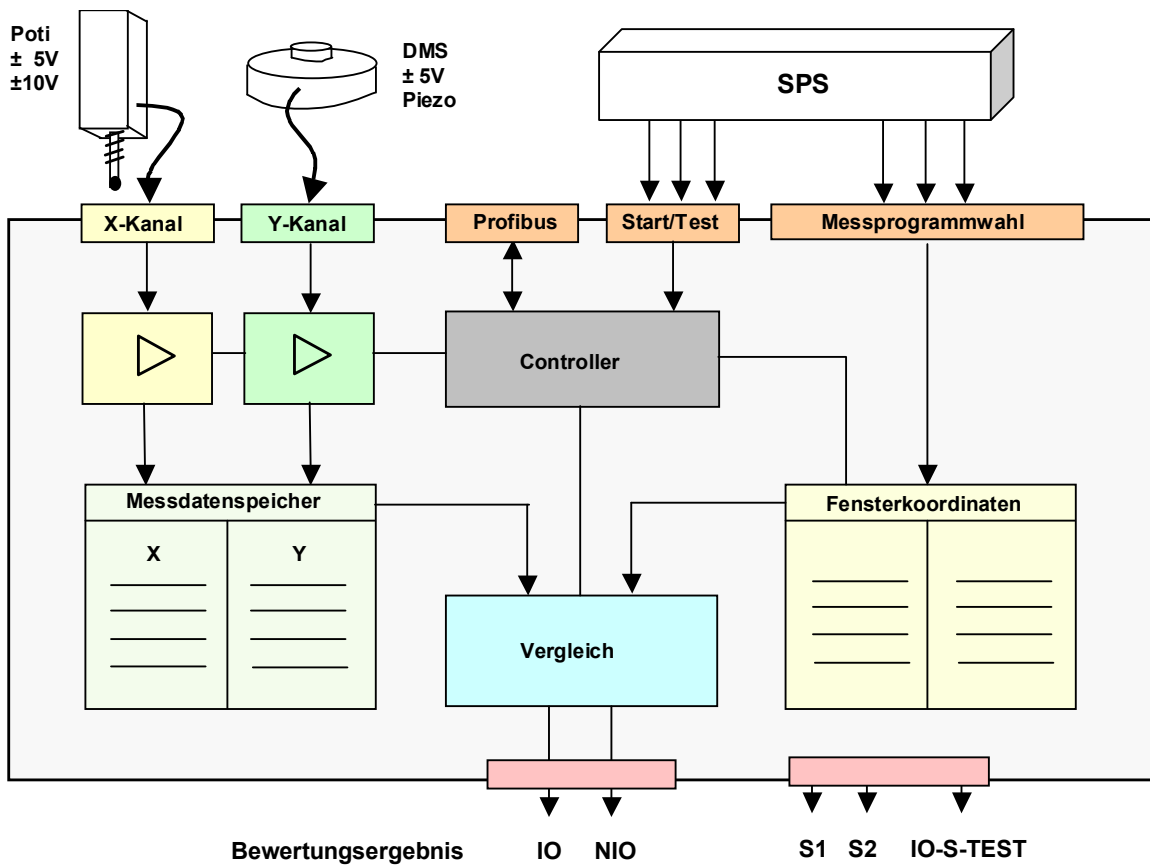 Poti
± 5V
±10V
DMS
± 5V
Piezo
SPS
X-Kanal
Y-Kanal
Profibus
Start/Test
Messprogrammwahl
Controller
Messdatenspeicher
X
Y
Fensterkoordinaten
Vergleich
Bewertungsergebnis
IO
NIO
S1
S2
IO-S-TEST